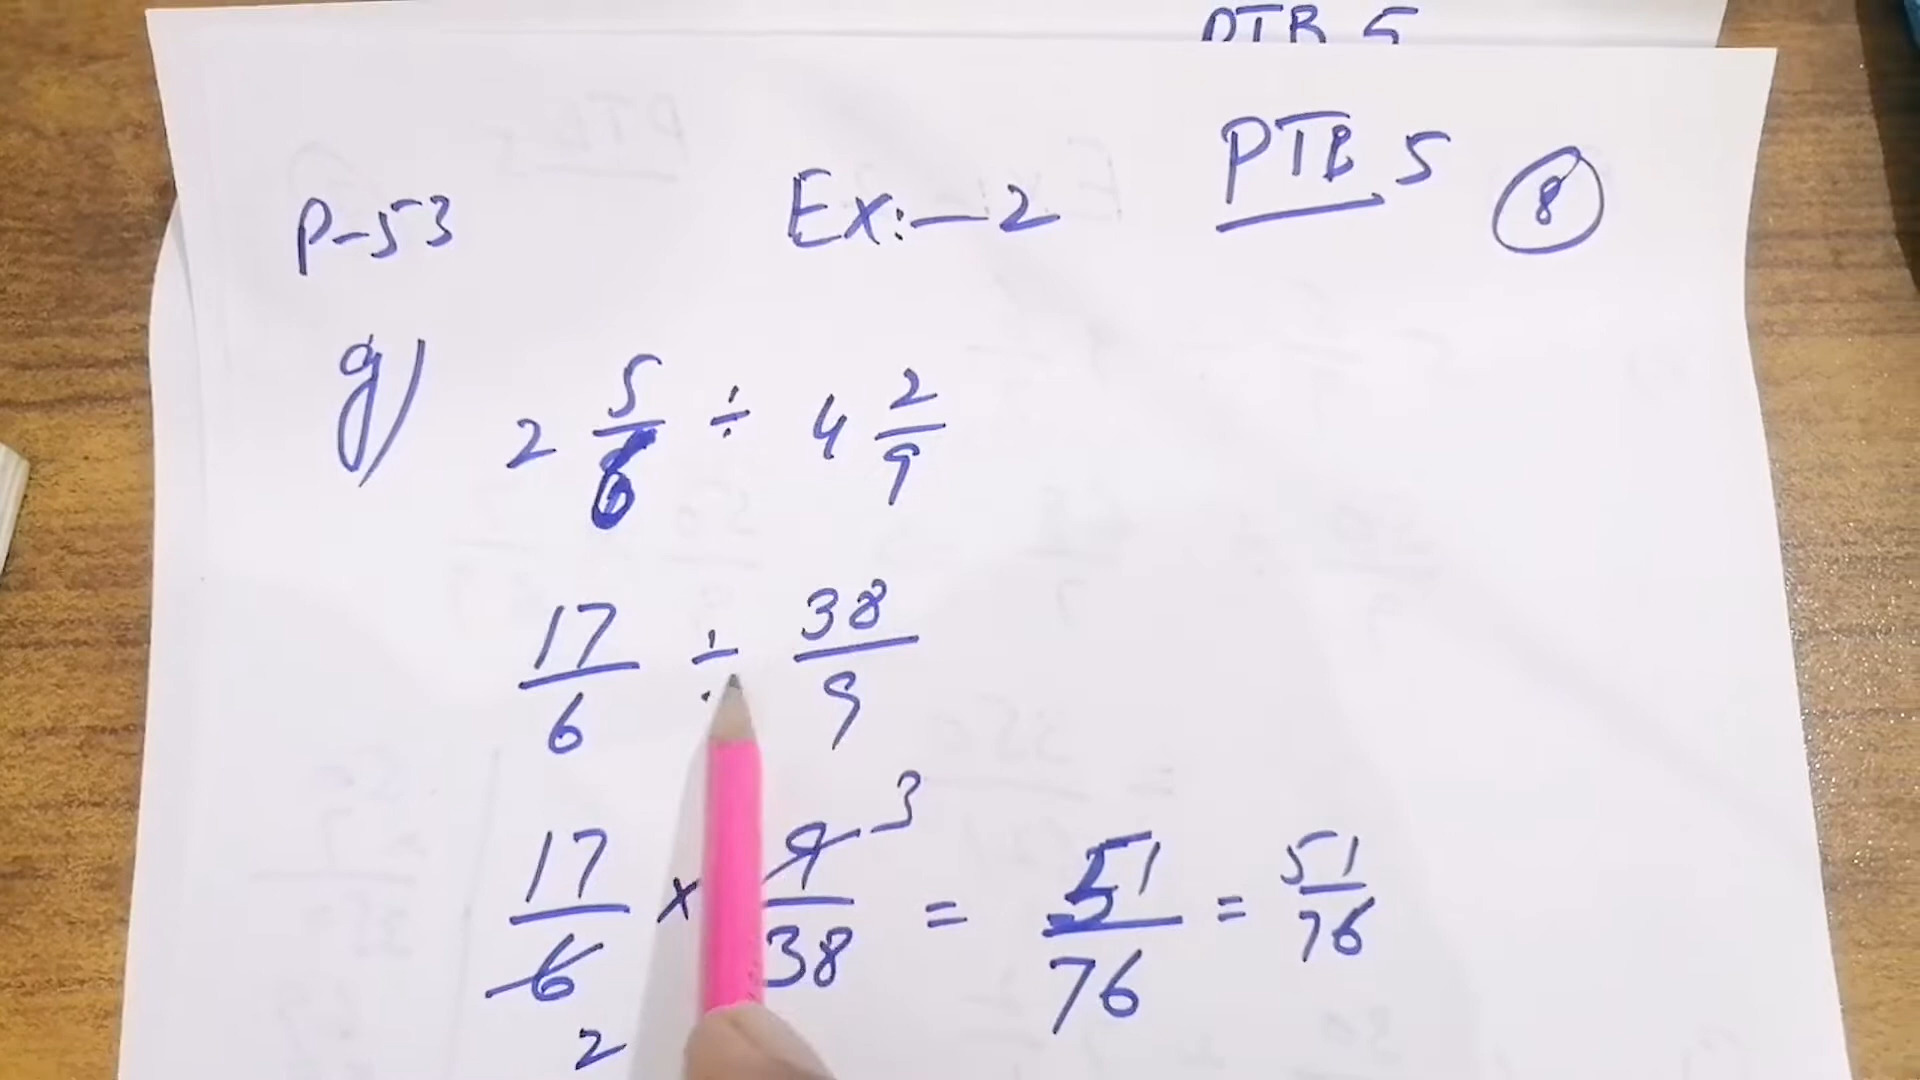 PTB 5
PTB 5
P-53 Ex:-2 8
g) 2 5/6 ÷ 4 2/9
17/6 ÷ 38/9
17/6 × 9/38 = 51/76 = 51/76
3
2